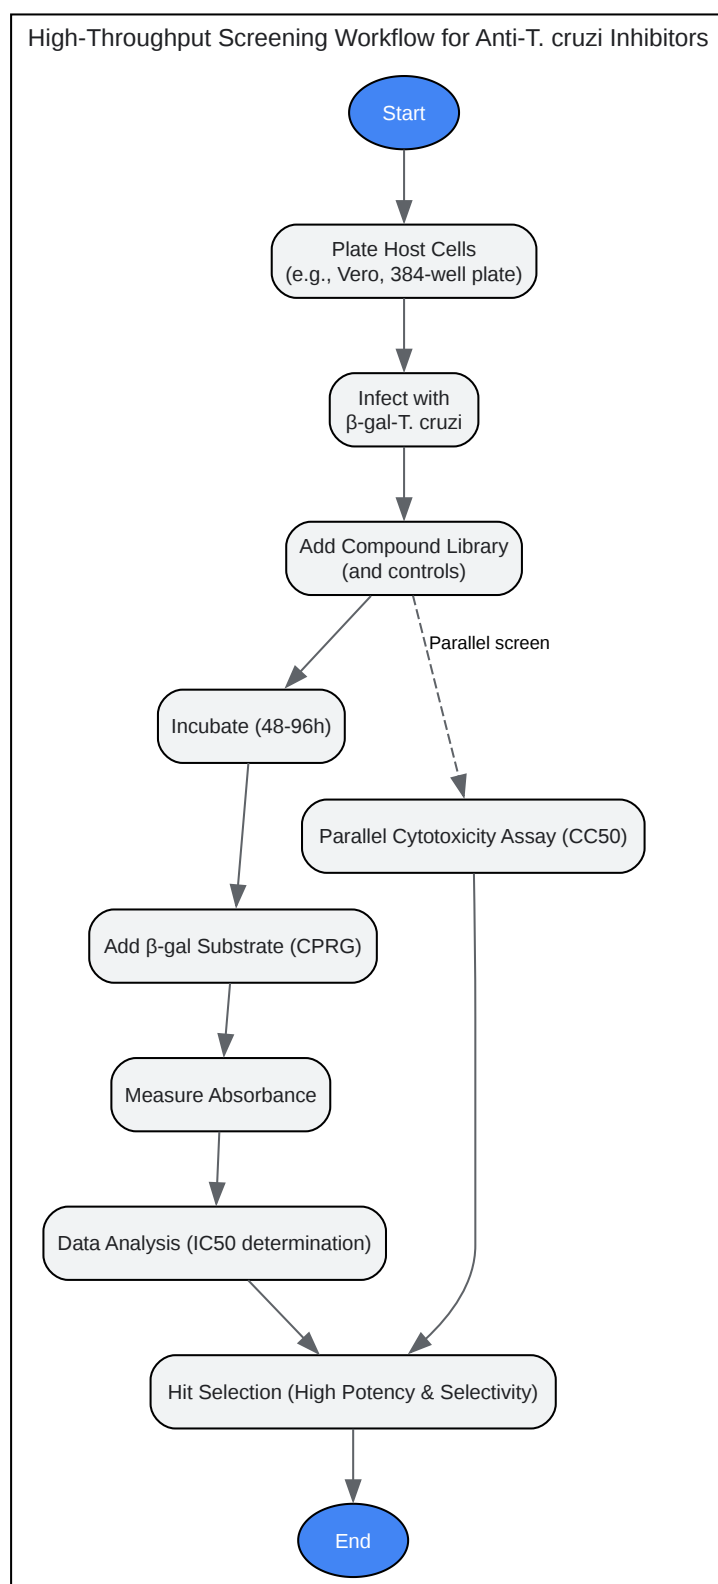 High-Throughput Screening Workflow for Anti-T. cruzi Inhibitors
Start
Plate Host Cells
(e.g., Vero, 384-well plate)
Infect with
β-gal-T. cruzi
Add Compound Library
(and controls)
Parallel screen
Incubate (48-96h)
Parallel Cytotoxicity Assay (CC50)
Add β-gal Substrate (CPRG)
Measure Absorbance
Data Analysis (IC50 determination)
Hit Selection (High Potency & Selectivity)
End